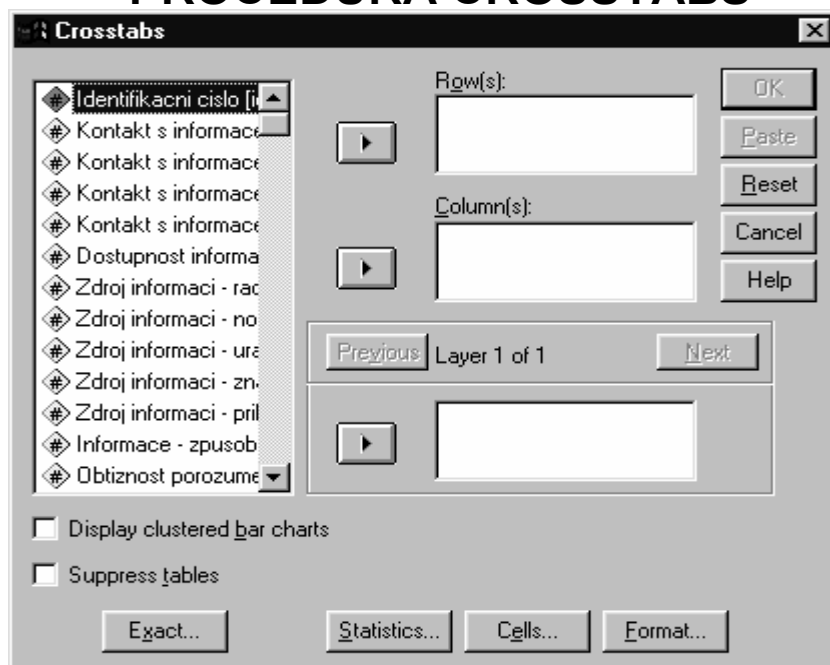 PROCEDURA CROSSTABS
Crosstabs
Identifikacni cislo [i
Kontakt s informace
Kontakt s informace
Kontakt s informace
Kontakt s informace
Dostupnost informa
Zdroj informaci - rad
Zdroj informaci - no
Zdroj informaci - ura
Zdroj informaci - zn
Zdroj informaci - pril
Informace - zpusob
Obtiznost porozume
Row(s):
Column(s):
Previous
Layer 1 of 1
Next
OK
Paste
Reset
Cancel
Help
Display clustered bar charts
Suppress tables
Exact...
Statistics...
Cells...
Format...